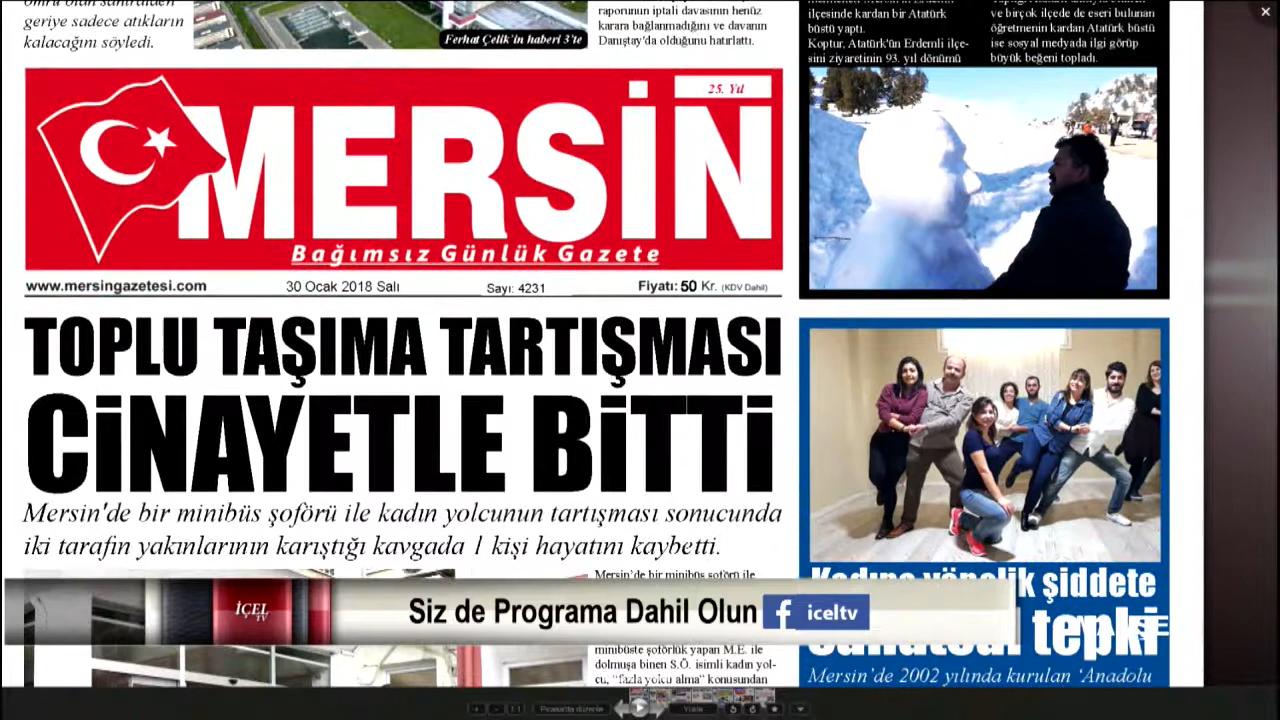 geriye sadece atıkların
kalacağını söyledi.
Ferhat Çelik'in haberi 3'te
raporunun iptali davasının henüz
karara bağlanmadığını ve davanın
Danıştay'da olduğunu hatırlattı.
ilçesinde kardan bir Atatürk
büstü yaptı.
Koptur, Atatürk'ün Erdemli ilçe-
sini ziyaretinin 93. yıl dönümü
ve birçok ilçede de eseri bulunan
öğretmenin kardan Atatürk büstü
ise sosyal medyada ilgi görüp
büyük beğeni topladı.
25. Yıl
MERSİN
Bağımsız Günlük Gazete
www.mersingazetesi.com
30 Ocak 2018 Salı
Sayı: 4231
Fiyatı: 50 Kr. (KDV Dahil)
TOPLU TAŞIMA TARTIŞMASI
CİNAYETLE BİTTİ
Mersin'de bir minibüs şoförü ile kadın yolcunun tartışması sonucunda
iki tarafın yakınlarının karıştığı kavgada 1 kişi hayatını kaybetti.
Mersin'de bir minibüs şoförü ile
İÇEL
TV
Siz de Programa Dahil Olun
f iceltv
minibüste şoförlük yapan M.E. ile
dolmuşa binen S.Ö. isimli kadın yol-
cu, "fazla yolcu alma" konusundan
Kadına yönelik şiddete
tepki
Mersin'de 2002 yılında kurulan 'Anadolu
1:1